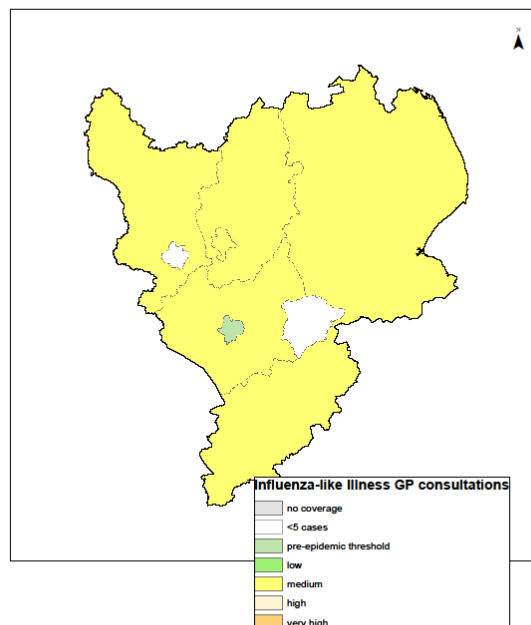 Influenza-like Illness GP consultations
no coverage
<5 cases
pre-epidemic threshold
low
medium
high
very high